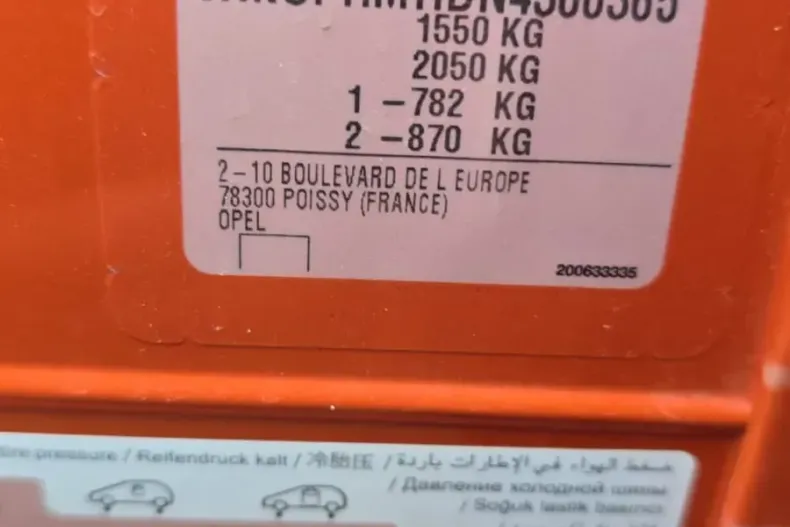 1550 KG
2050 KG
1 – 782 KG
2 – 870 KG
2–10 BOULEVARD DE L EUROPE
78300 POISSY (FRANCE)
OPEL
200633335
pressure / Reifendruck kalt / 冷胎压 / ضغط الهواء في الإطارات باردة
/ Давление холодной шины
/ Soğuk lastik basıncı